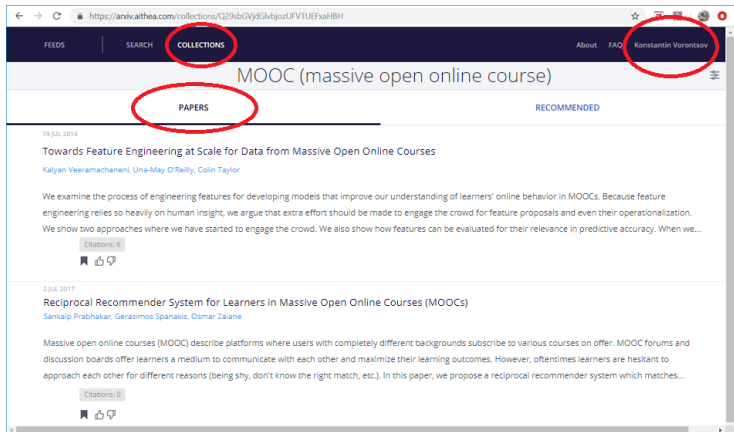 https://arxiv.aithea.com/collections/Q29sbGVjdGlvbjozUFVTUEFxaHBH
FEEDS SEARCH COLLECTIONS About FAQ Konstantin Vorontsov
MOOC (massive open online course)
PAPERS RECOMMENDED
19 JUL 2014
Towards Feature Engineering at Scale for Data from Massive Open Online Courses
Kalyan Veeramachaneni, Una-May O'Reilly, Colin Taylor
We examine the process of engineering features for developing models that improve our understanding of learners' online behavior in MOOCs. Because feature
engineering relies so heavily on human insight, we argue that extra effort should be made to engage the crowd for feature proposals and even their operationalization.
We show two approaches where we have started to engage the crowd. We also show how features can be evaluated for their relevance in predictive accuracy. When we...
Citations: 6
2 JUL 2017
Reciprocal Recommender System for Learners in Massive Open Online Courses (MOOCs)
Sankalp Prabhakar, Gerasimos Spanakis, Osmar Zaiane
Massive open online courses (MOOC) describe platforms where users with completely different backgrounds subscribe to various courses on offer. MOOC forums and
discussion boards offer learners a medium to communicate with each other and maximize their learning outcomes. However, oftentimes learners are hesitant to
approach each other for different reasons (being shy, don't know the right match, etc.). In this paper, we propose a reciprocal recommender system which matches...
Citations: 0